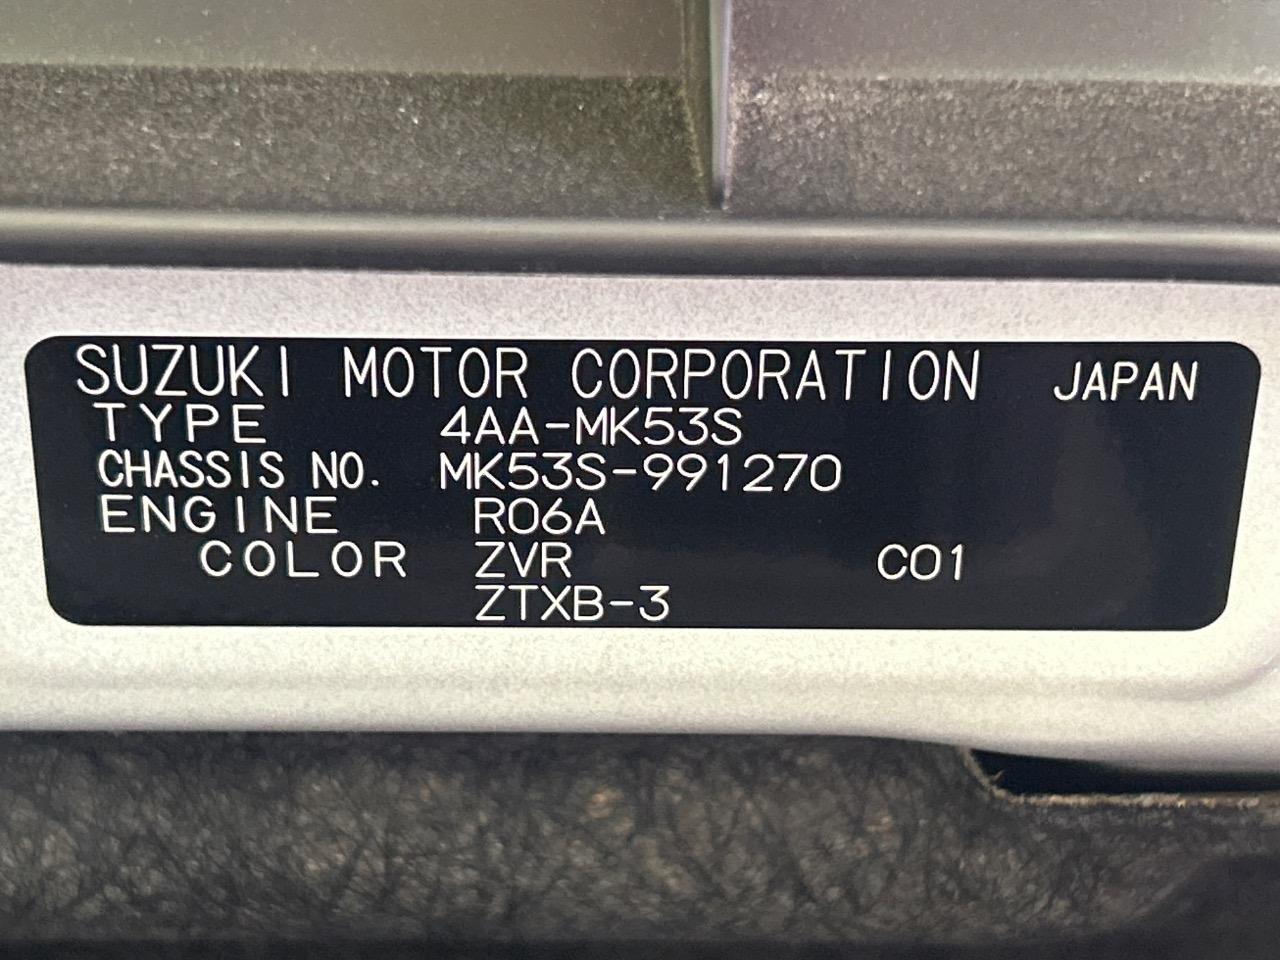 SUZUKI MOTOR CORPORATION JAPAN
TYPE 4AA-MK53S
CHASSIS NO. MK53S-991270
ENGINE R06A
COLOR ZVR C01
ZTXB-3